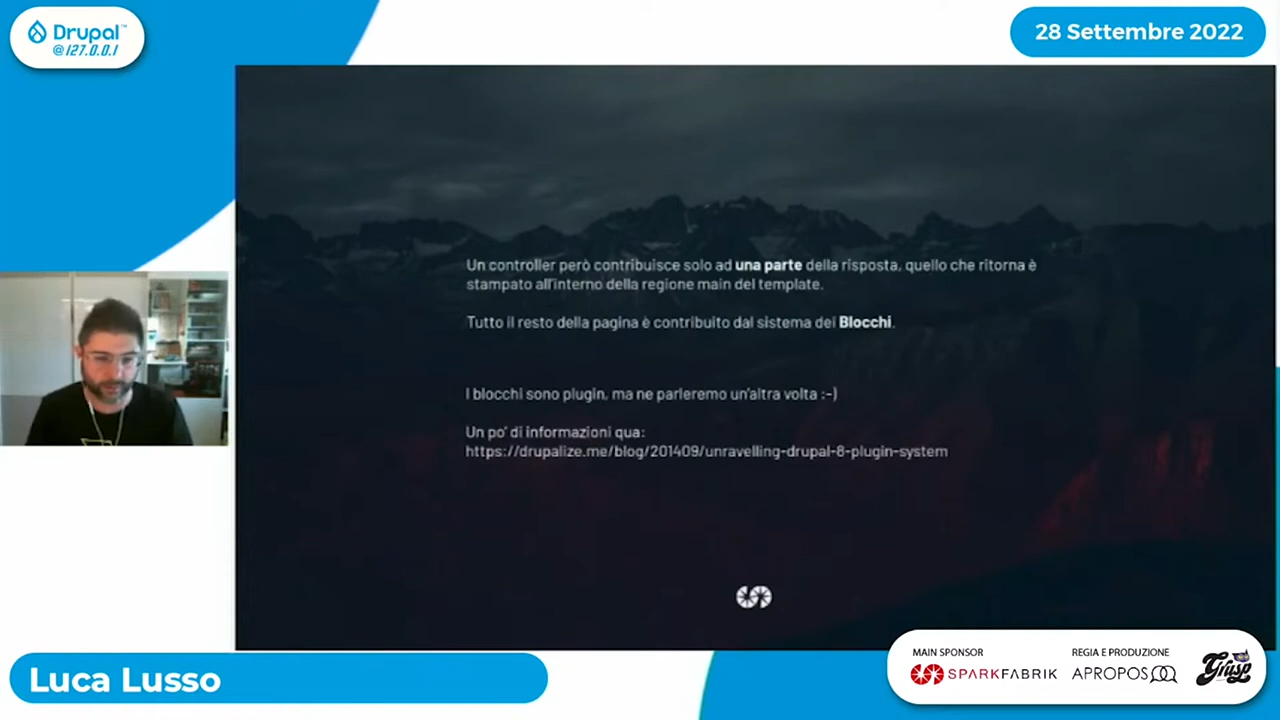 Drupal™
@127.0.0.1
28 Settembre 2022
Un controller però contribuisce solo ad una parte della risposta, quello che ritorna è
stampato all'interno della regione main del template.
Tutto il resto della pagina è contribuito dal sistema dei Blocchi.
I blocchi sono plugin, ma ne parleremo un'altra volta :-)
Un po' di informazioni qua:
https://drupalize.me/blog/201409/unravelling-drupal-8-plugin-system
Luca Lusso
MAIN SPONSOR
SPARKFABRIK
REGIA E PRODUZIONE
APROPOS
Grusp